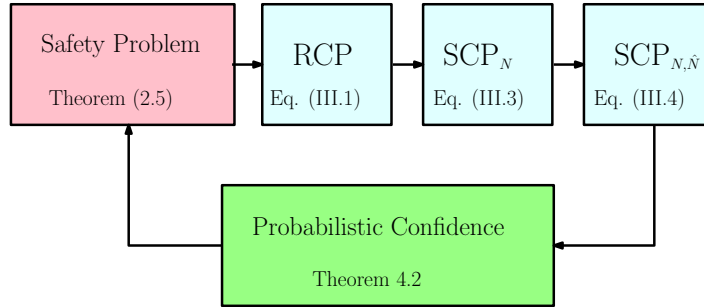 Safety Problem
Theorem (2.5)
RCP
Eq. (III.1)
SCP_N
Eq. (III.3)
SCP_{N,N̂}
Eq. (III.4)
Probabilistic Confidence
Theorem 4.2